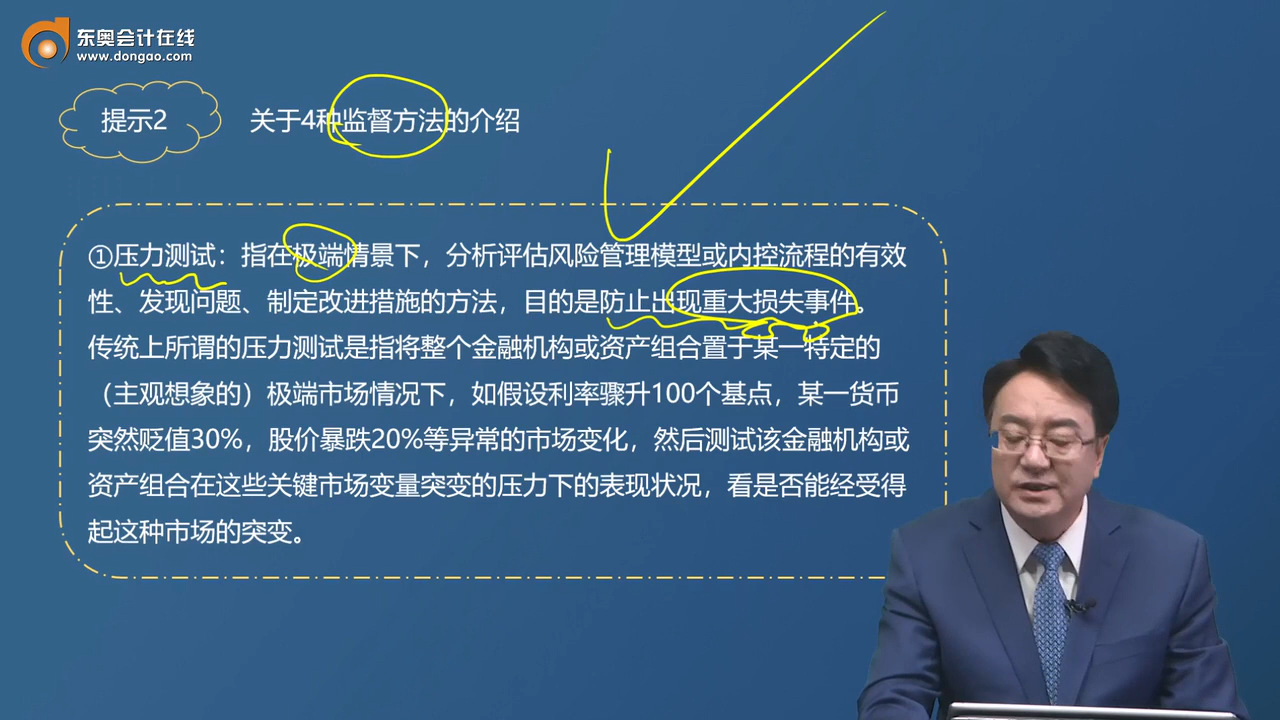 东奥会计在线
www.dongao.com
提示2
关于4种监督方法的介绍
①压力测试：指在极端情景下，分析评估风险管理模型或内控流程的有效
性、发现问题、制定改进措施的方法，目的是防止出现重大损失事件。
传统上所谓的压力测试是指将整个金融机构或资产组合置于某一特定的
（主观想象的）极端市场情况下，如假设利率骤升100个基点，某一货币
突然贬值30%，股价暴跌20%等异常的市场变化，然后测试该金融机构或
资产组合在这些关键市场变量突变的压力下的表现状况，看是否能经受得
起这种市场的突变。